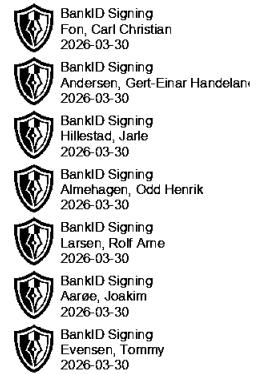 BankID Signing
Fon, Carl Christian
2026-03-30
BankID Signing
Andersen, Gert-Einar Handeland
2026-03-30
BankID Signing
Hillestad, Jarle
2026-03-30
BankID Signing
Almehagen, Odd Henrik
2026-03-30
BankID Signing
Larsen, Rolf Arne
2026-03-30
BankID Signing
Aarøe, Joakim
2026-03-30
BankID Signing
Evensen, Tommy
2026-03-30